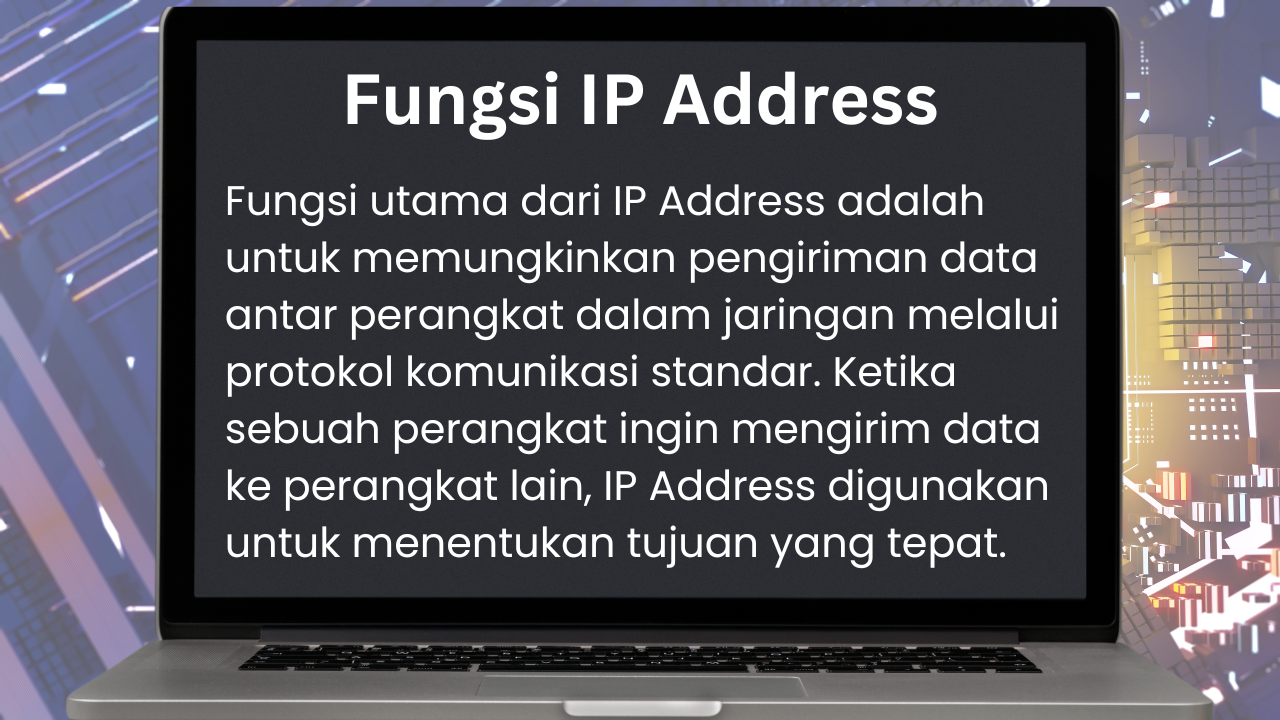 Fungsi IP Address
Fungsi utama dari IP Address adalah
untuk memungkinkan pengiriman data
antar perangkat dalam jaringan melalui
protokol komunikasi standar. Ketika
sebuah perangkat ingin mengirim data
ke perangkat lain, IP Address digunakan
untuk menentukan tujuan yang tepat.